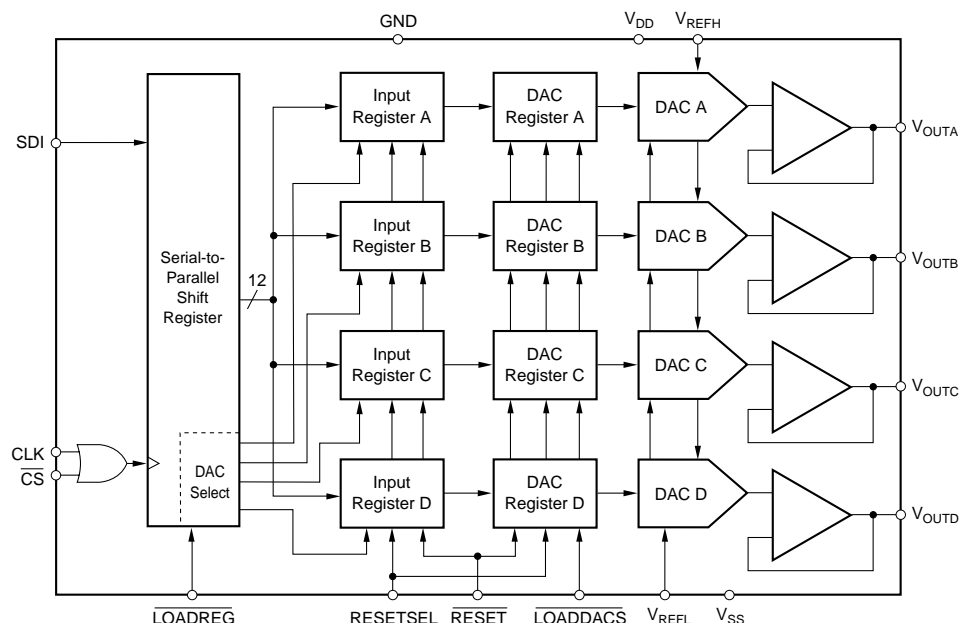 GND
VDD
VREFH
SDI
Serial-to-
Parallel
Shift
Register
12
Input
Register A
DAC
Register A
DAC A
VOUTA
Input
Register B
DAC
Register B
DAC B
VOUTB
Input
Register C
DAC
Register C
DAC C
VOUTC
CLK
CS
DAC
Select
Input
Register D
DAC
Register D
DAC D
VOUTD
LOADREG
RESETSEL
RESET
LOADDACS
VREFL
VSS